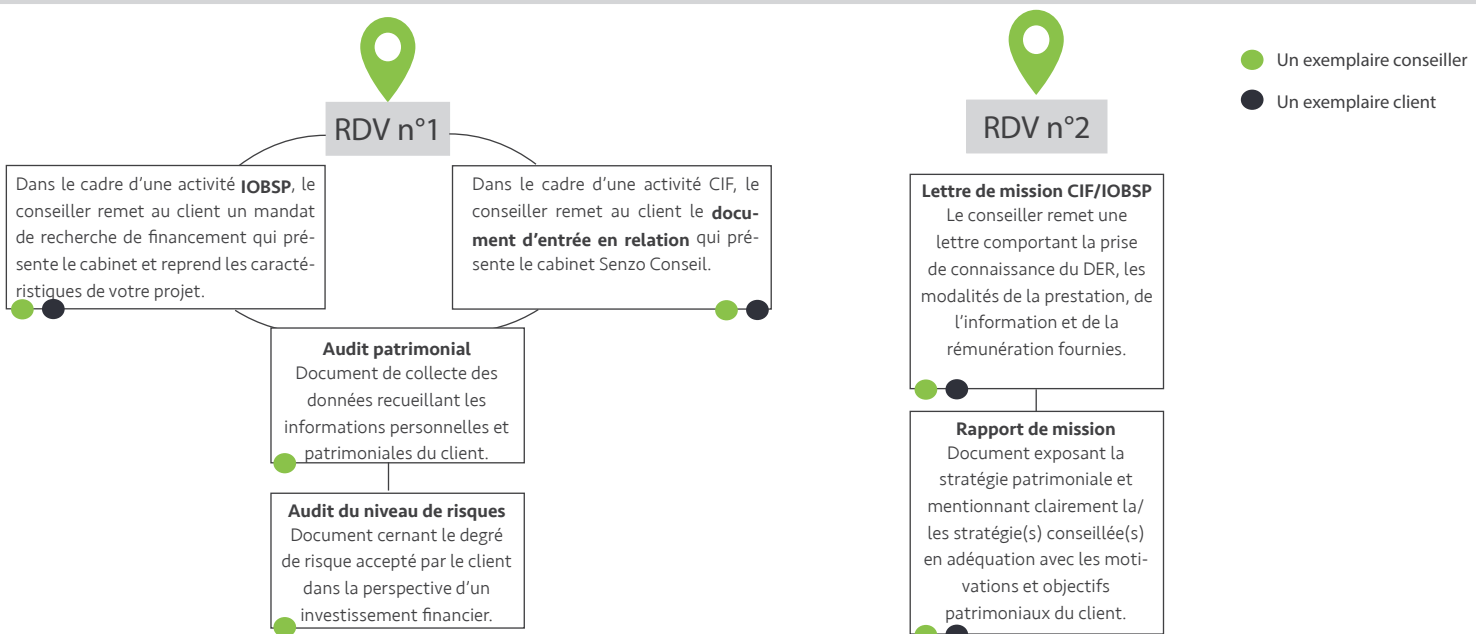 RDV n°1
Dans le cadre d'une activité IOBSP, le
conseiller remet au client un mandat
de recherche de financement qui pré-
sente le cabinet et reprend les caracté-
ristiques de votre projet.
Dans le cadre d'une activité CIF, le
conseiller remet au client le docu-
ment d'entrée en relation qui pré-
sente le cabinet Senzo Conseil.
Audit patrimonial
Document de collecte des
données recueillant les
informations personnelles et
patrimoniales du client.
Audit du niveau de risques
Document cernant le degré
de risque accepté par le client
dans la perspective d'un
investissement financier.
RDV n°2
Lettre de mission CIF/IOBSP
Le conseiller remet une
lettre comportant la prise
de connaissance du DER, les
modalités de la prestation, de
l'information et de la
rémunération fournies.
Rapport de mission
Document exposant la
stratégie patrimoniale et
mentionnant clairement la/
les stratégie(s) conseillée(s)
en adéquation avec les moti-
vations et objectifs
patrimoniaux du client.
Un exemplaire conseiller
Un exemplaire client